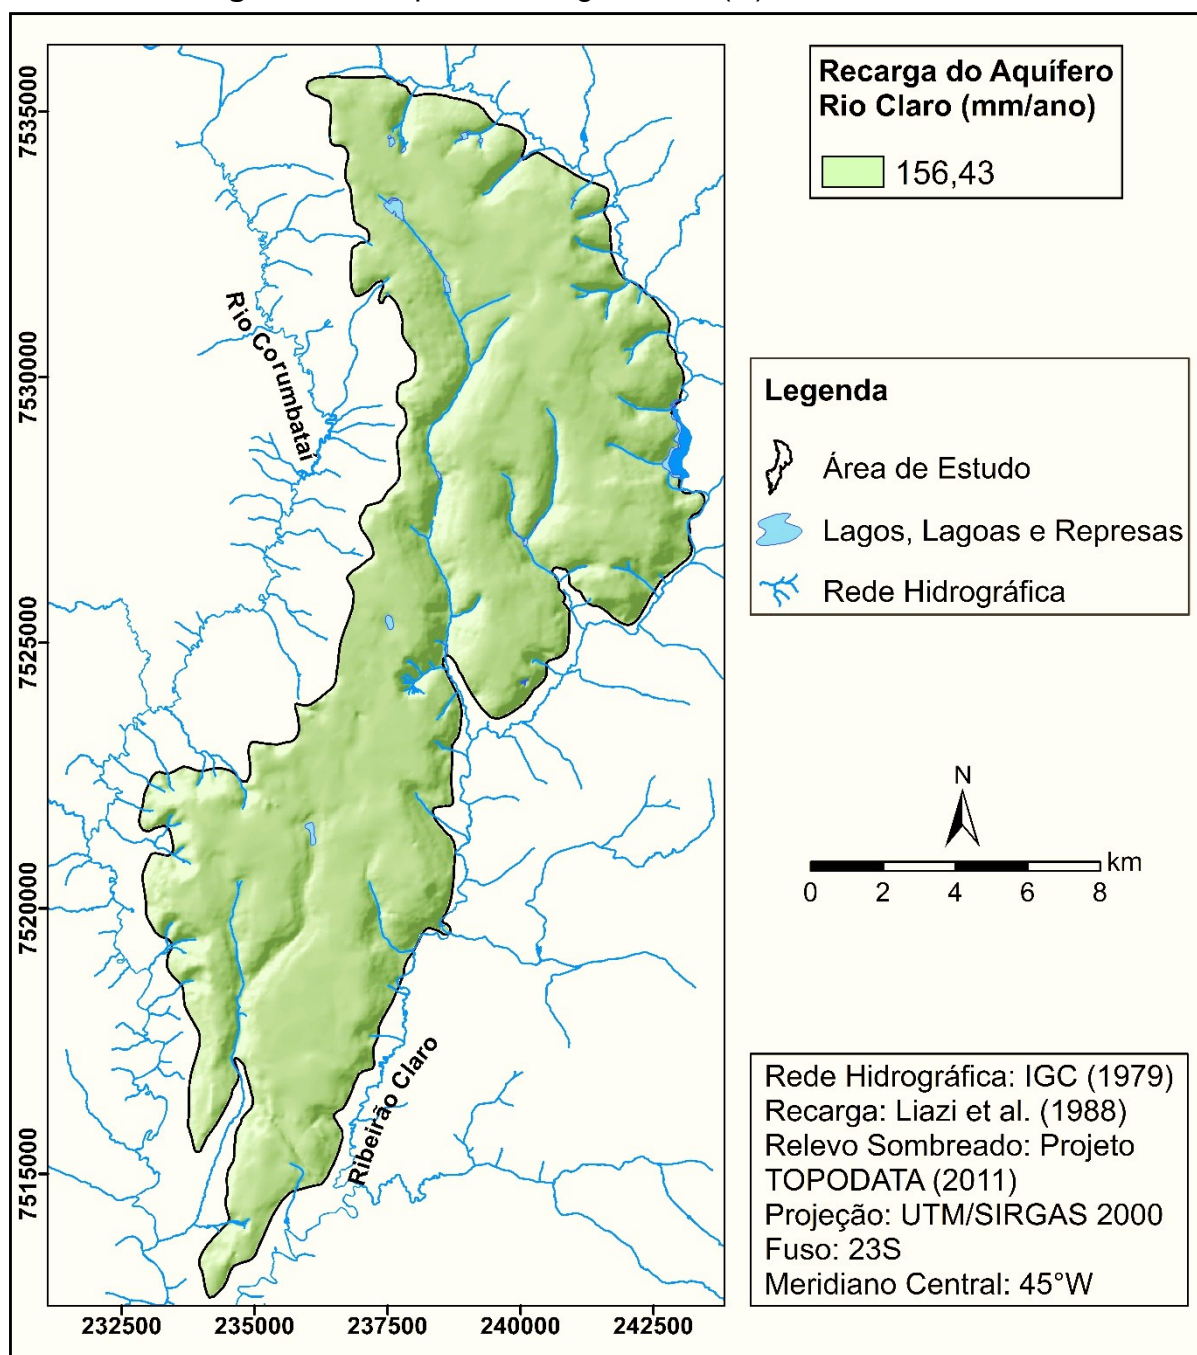 Recarga do Aquífero
Rio Claro (mm/ano)
156,43
Legenda
Área de Estudo
Lagos, Lagoas e Represas
Rede Hidrográfica
N
km
0 2 4 6 8
Rede Hidrográfica: IGC (1979)
Recarga: Liazi et al. (1988)
Relevo Sombreado: Projeto
TOPODATA (2011)
Projeção: UTM/SIRGAS 2000
Fuso: 23S
Meridiano Central: 45°W
Rio Corumbataí
Ribeirão Claro
7535000
7530000
7525000
7520000
7515000
232500 235000 237500 240000 242500